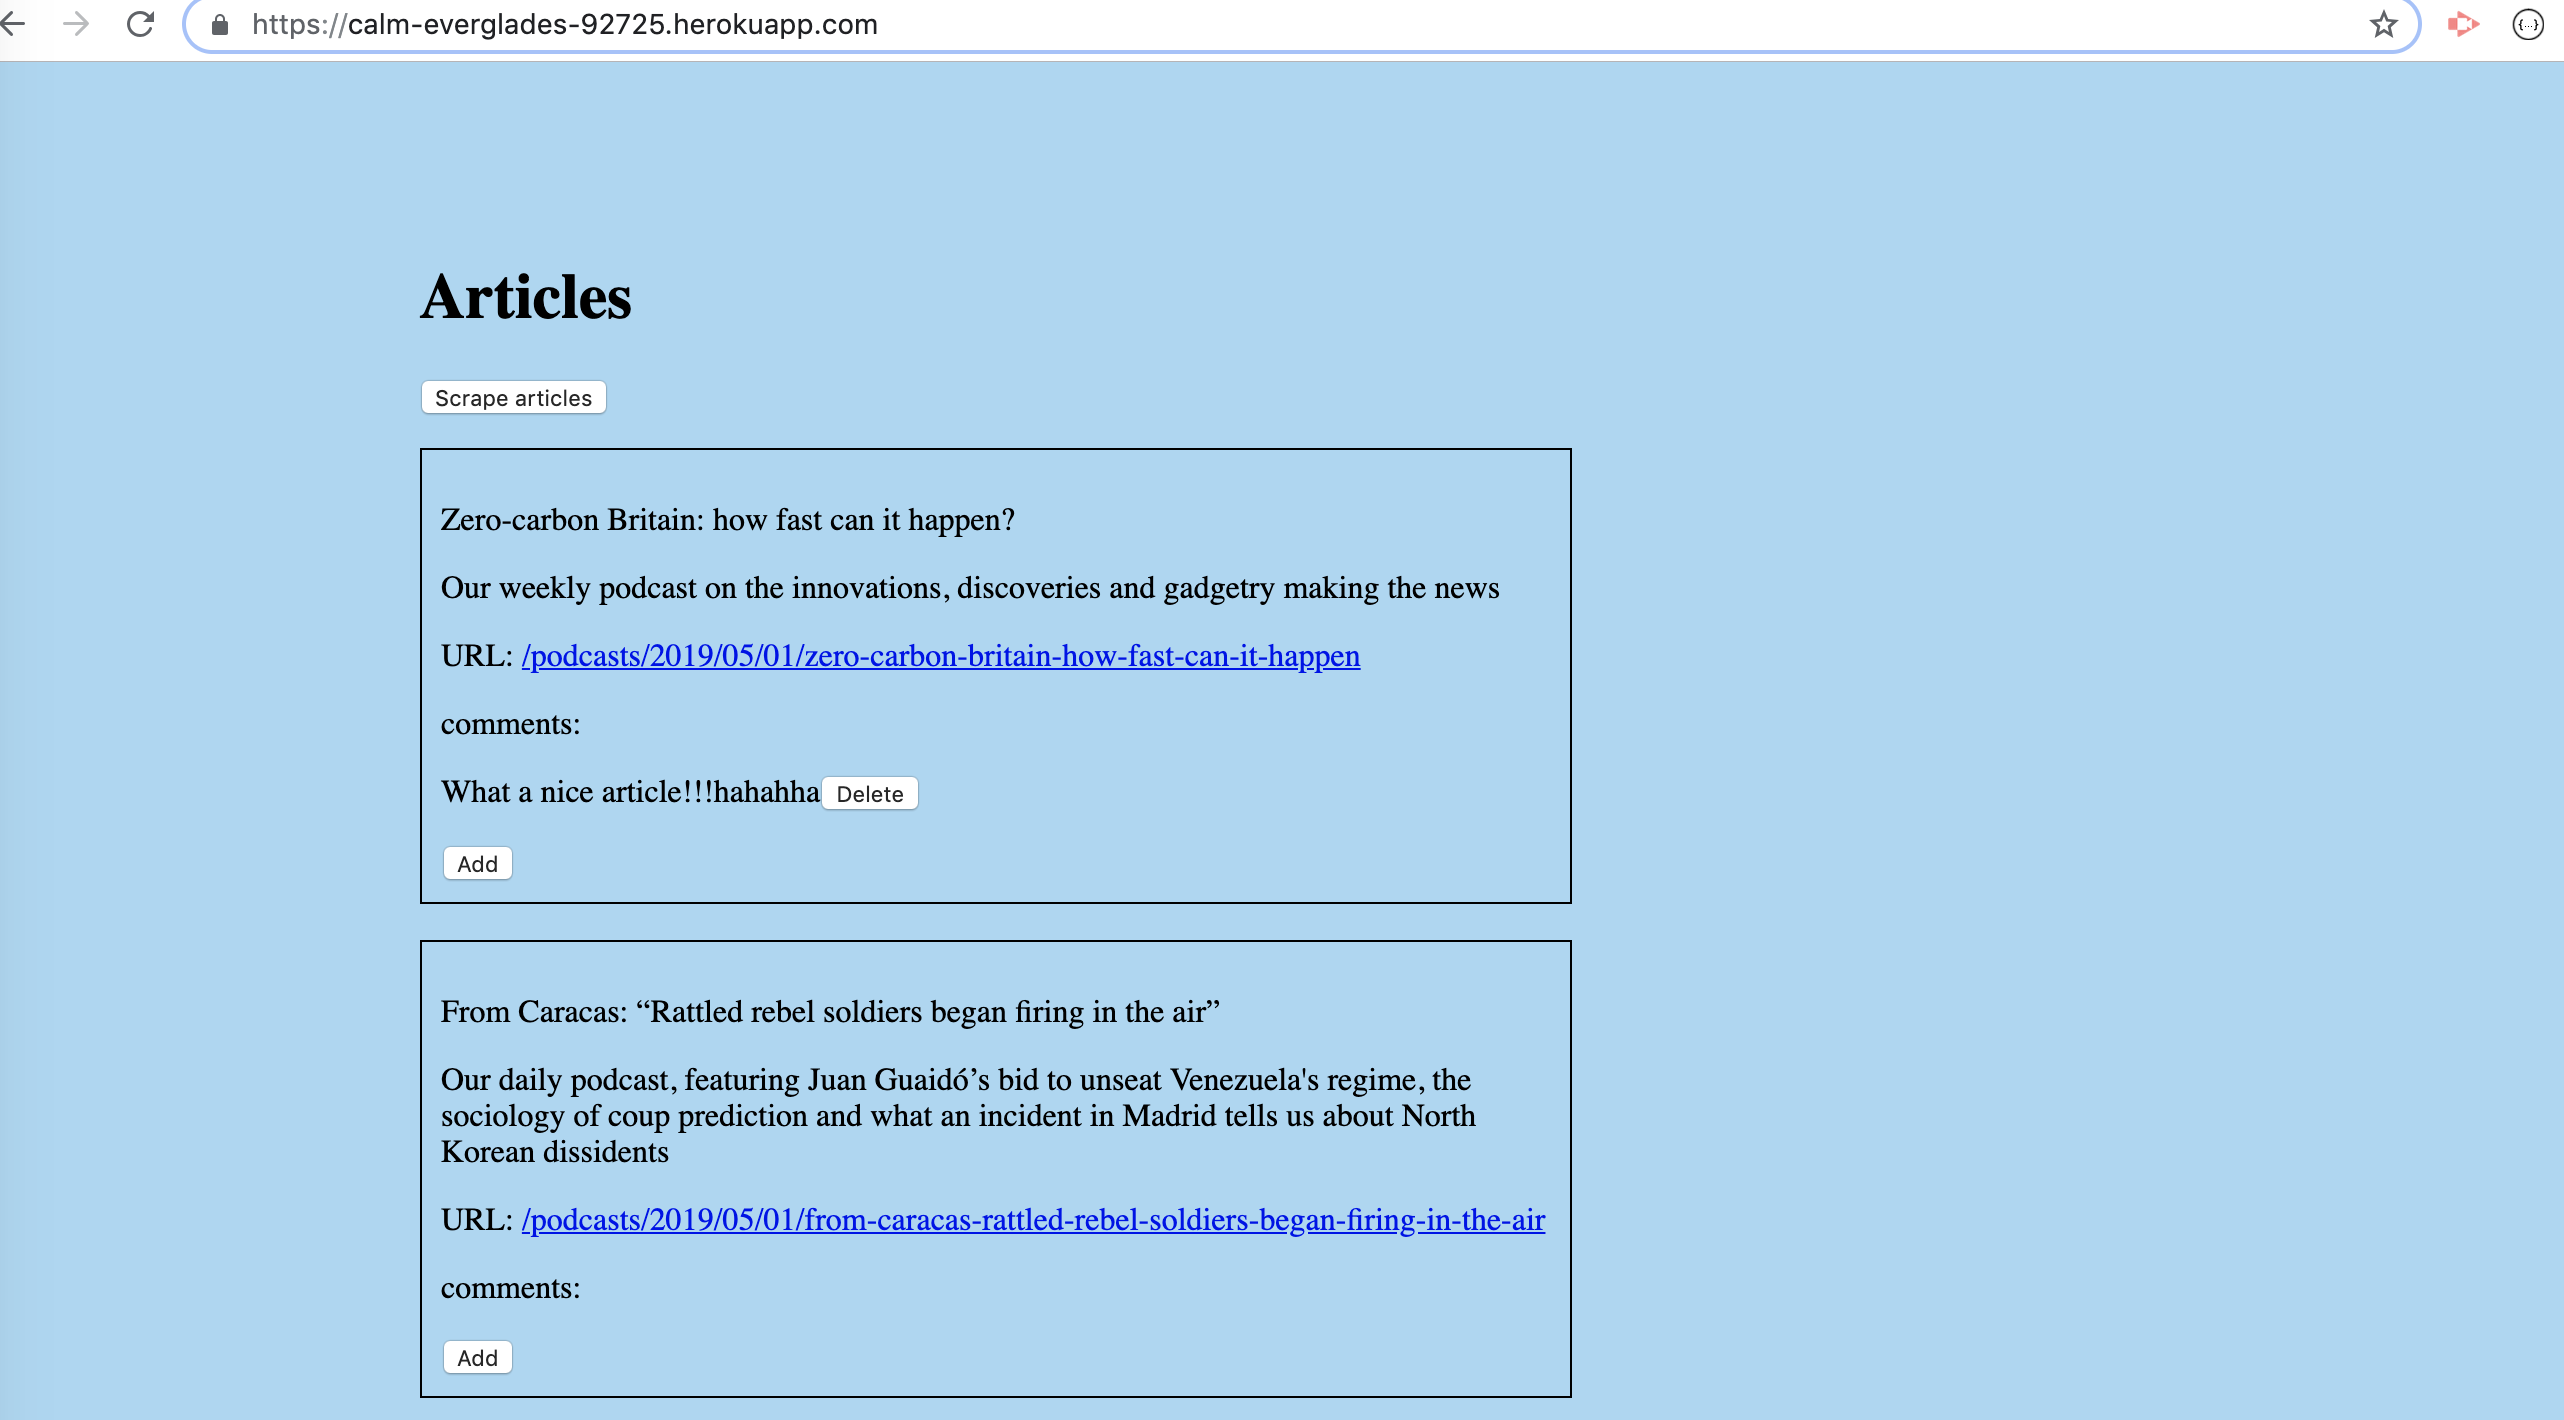 https://calm-everglades-92725.herokuapp.com
{...}
Articles
Scrape articles
Zero-carbon Britain: how fast can it happen?
Our weekly podcast on the innovations, discoveries and gadgetry making the news
URL: /podcasts/2019/05/01/zero-carbon-britain-how-fast-can-it-happen
comments:
What a nice article!!!hahahha Delete
Add
From Caracas: “Rattled rebel soldiers began firing in the air”
Our daily podcast, featuring Juan Guaidó’s bid to unseat Venezuela's regime, the
sociology of coup prediction and what an incident in Madrid tells us about North
Korean dissidents
URL: /podcasts/2019/05/01/from-caracas-rattled-rebel-soldiers-began-firing-in-the-air
comments:
Add